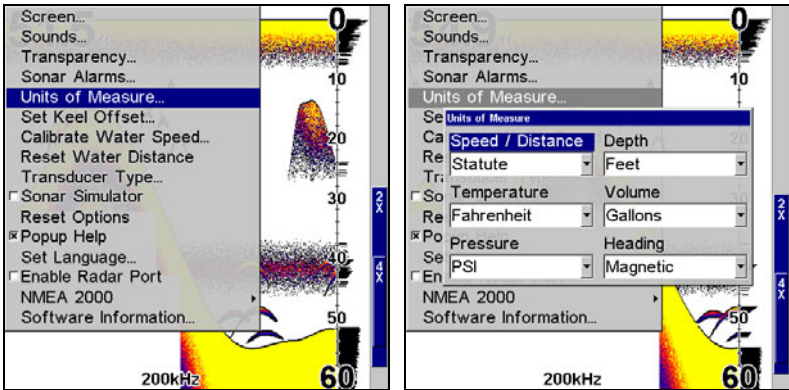 Screen...
Sounds...
Transparency...
Sonar Alarms...
Units of Measure...
Set Keel Offset...
Calibrate Water Speed...
Reset Water Distance
Transducer Type...
Sonar Simulator
Reset Options
Popup Help
Set Language...
Enable Radar Port
NMEA 2000
Software Information...
0
10
20
30
40
50
60
2X
4X
200kHz
Screen...
Sounds...
Transparency...
Sonar Alarms...
Units of Measure...
Units of Measure
Speed / Distance Depth
Statute Feet
Temperature Volume
Fahrenheit Gallons
Pressure Heading
PSI Magnetic
NMEA 2000
Software Information...
0
10
20
30
50
60
2X
4X
200kHz